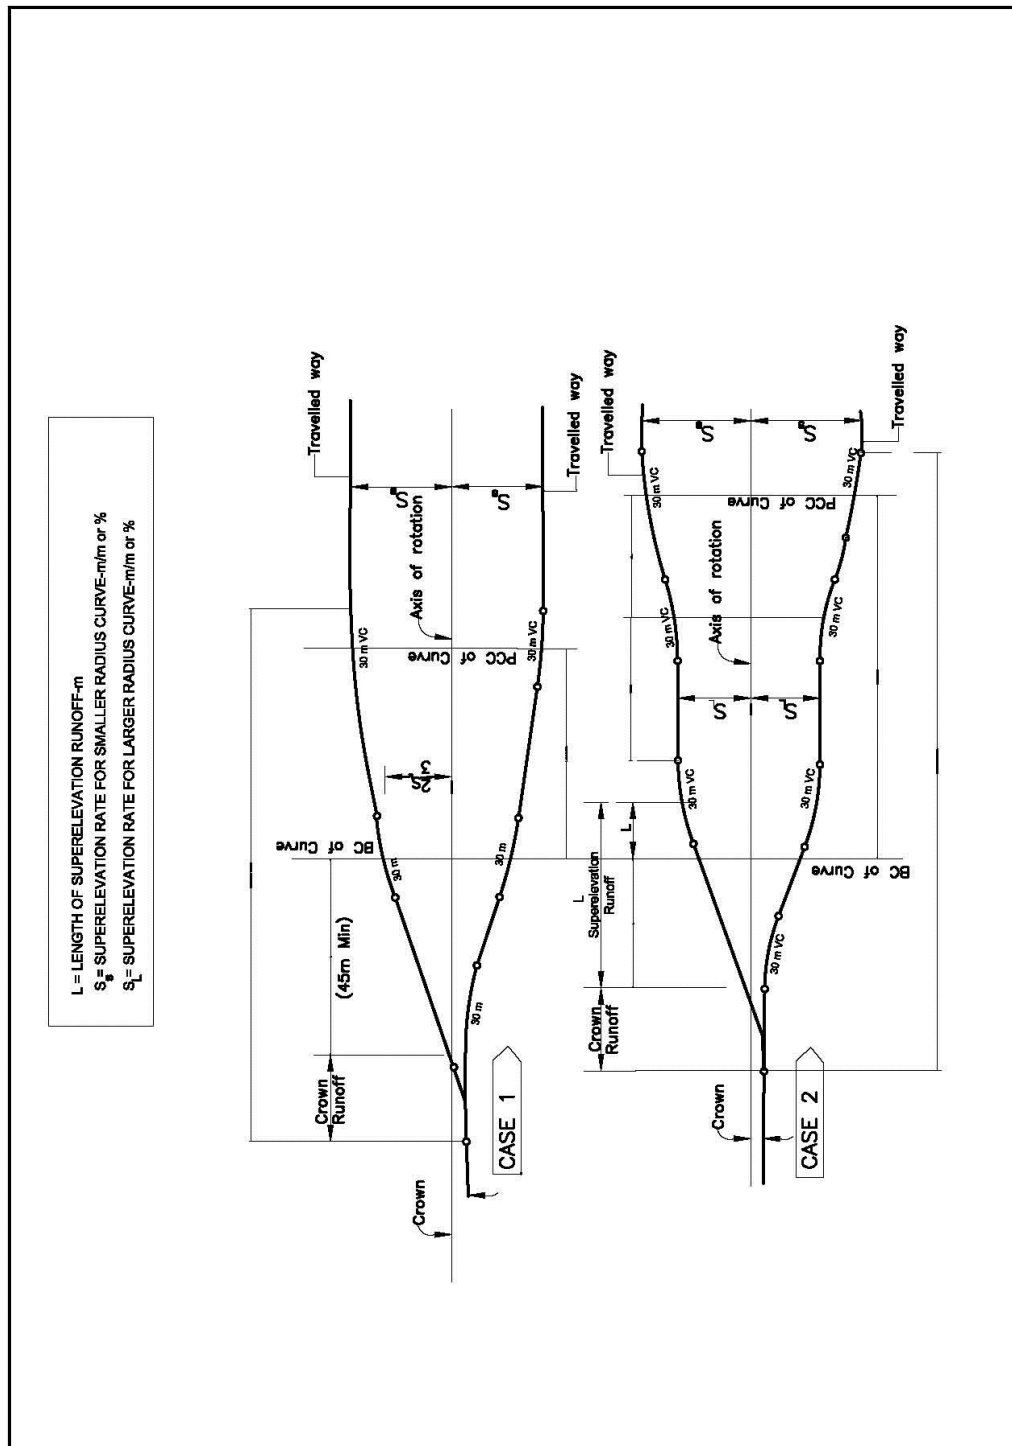 L = LENGTH OF SUPERELEVATION RUNOFF-m
Ss = SUPERELEVATION RATE FOR SMALLER RADIUS CURVE-m/m or %
SL = SUPERELEVATION RATE FOR LARGER RADIUS CURVE-m/m or %
Crown
Crown
Runoff
(45m Min)
30 m
30 m
30 m
BC of Curve
2s
3
30 m VC
30 m VC
PCC of Curve
Axis of rotation
Ss
Ss
Travelled way
Travelled way
CASE 1
Crown
Crown
Runoff
L
Superelevation
Runoff
L
30 m VC
30 m VC
30 m VC
BC of Curve
SL
SL
30 m VC
30 m VC
Axis of rotation
PCC of Curve
30 m VC
30 m VC
Ss
Ss
Travelled way
Travelled way
CASE 2